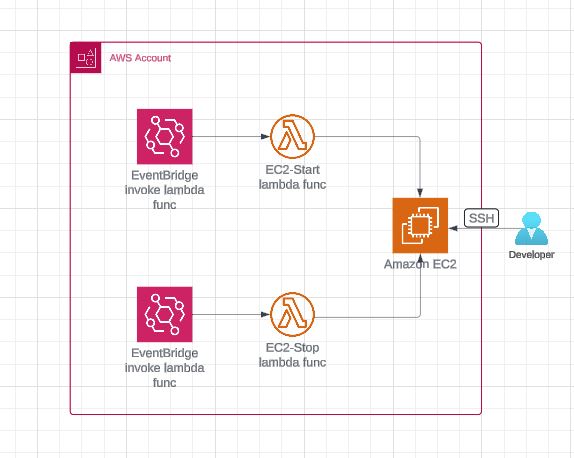 AWS Account
EventBridge
invoke lambda
func
EC2-Start
lambda func
SSH
Amazon EC2
Developer
EventBridge
invoke lambda
func
EC2-Stop
lambda func